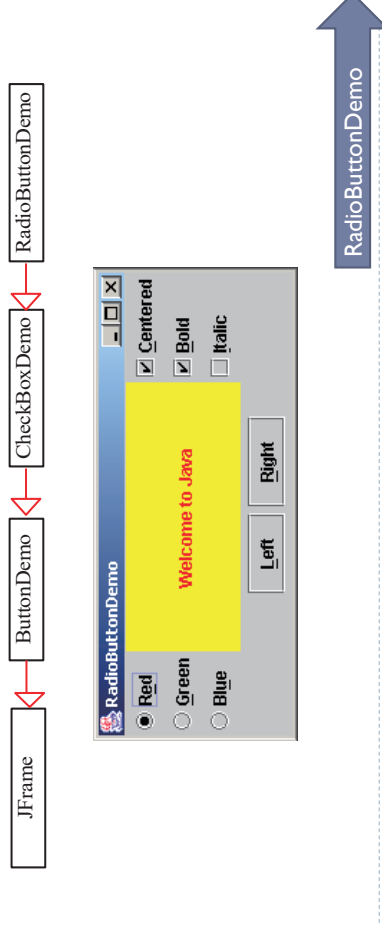 JFrame
ButtonDemo
CheckBoxDemo
RadioButtonDemo
RadioButtonDemo
Red
Green
Blue
Welcome to Java
Centered
Bold
Italic
Left
Right
RadioButtonDemo